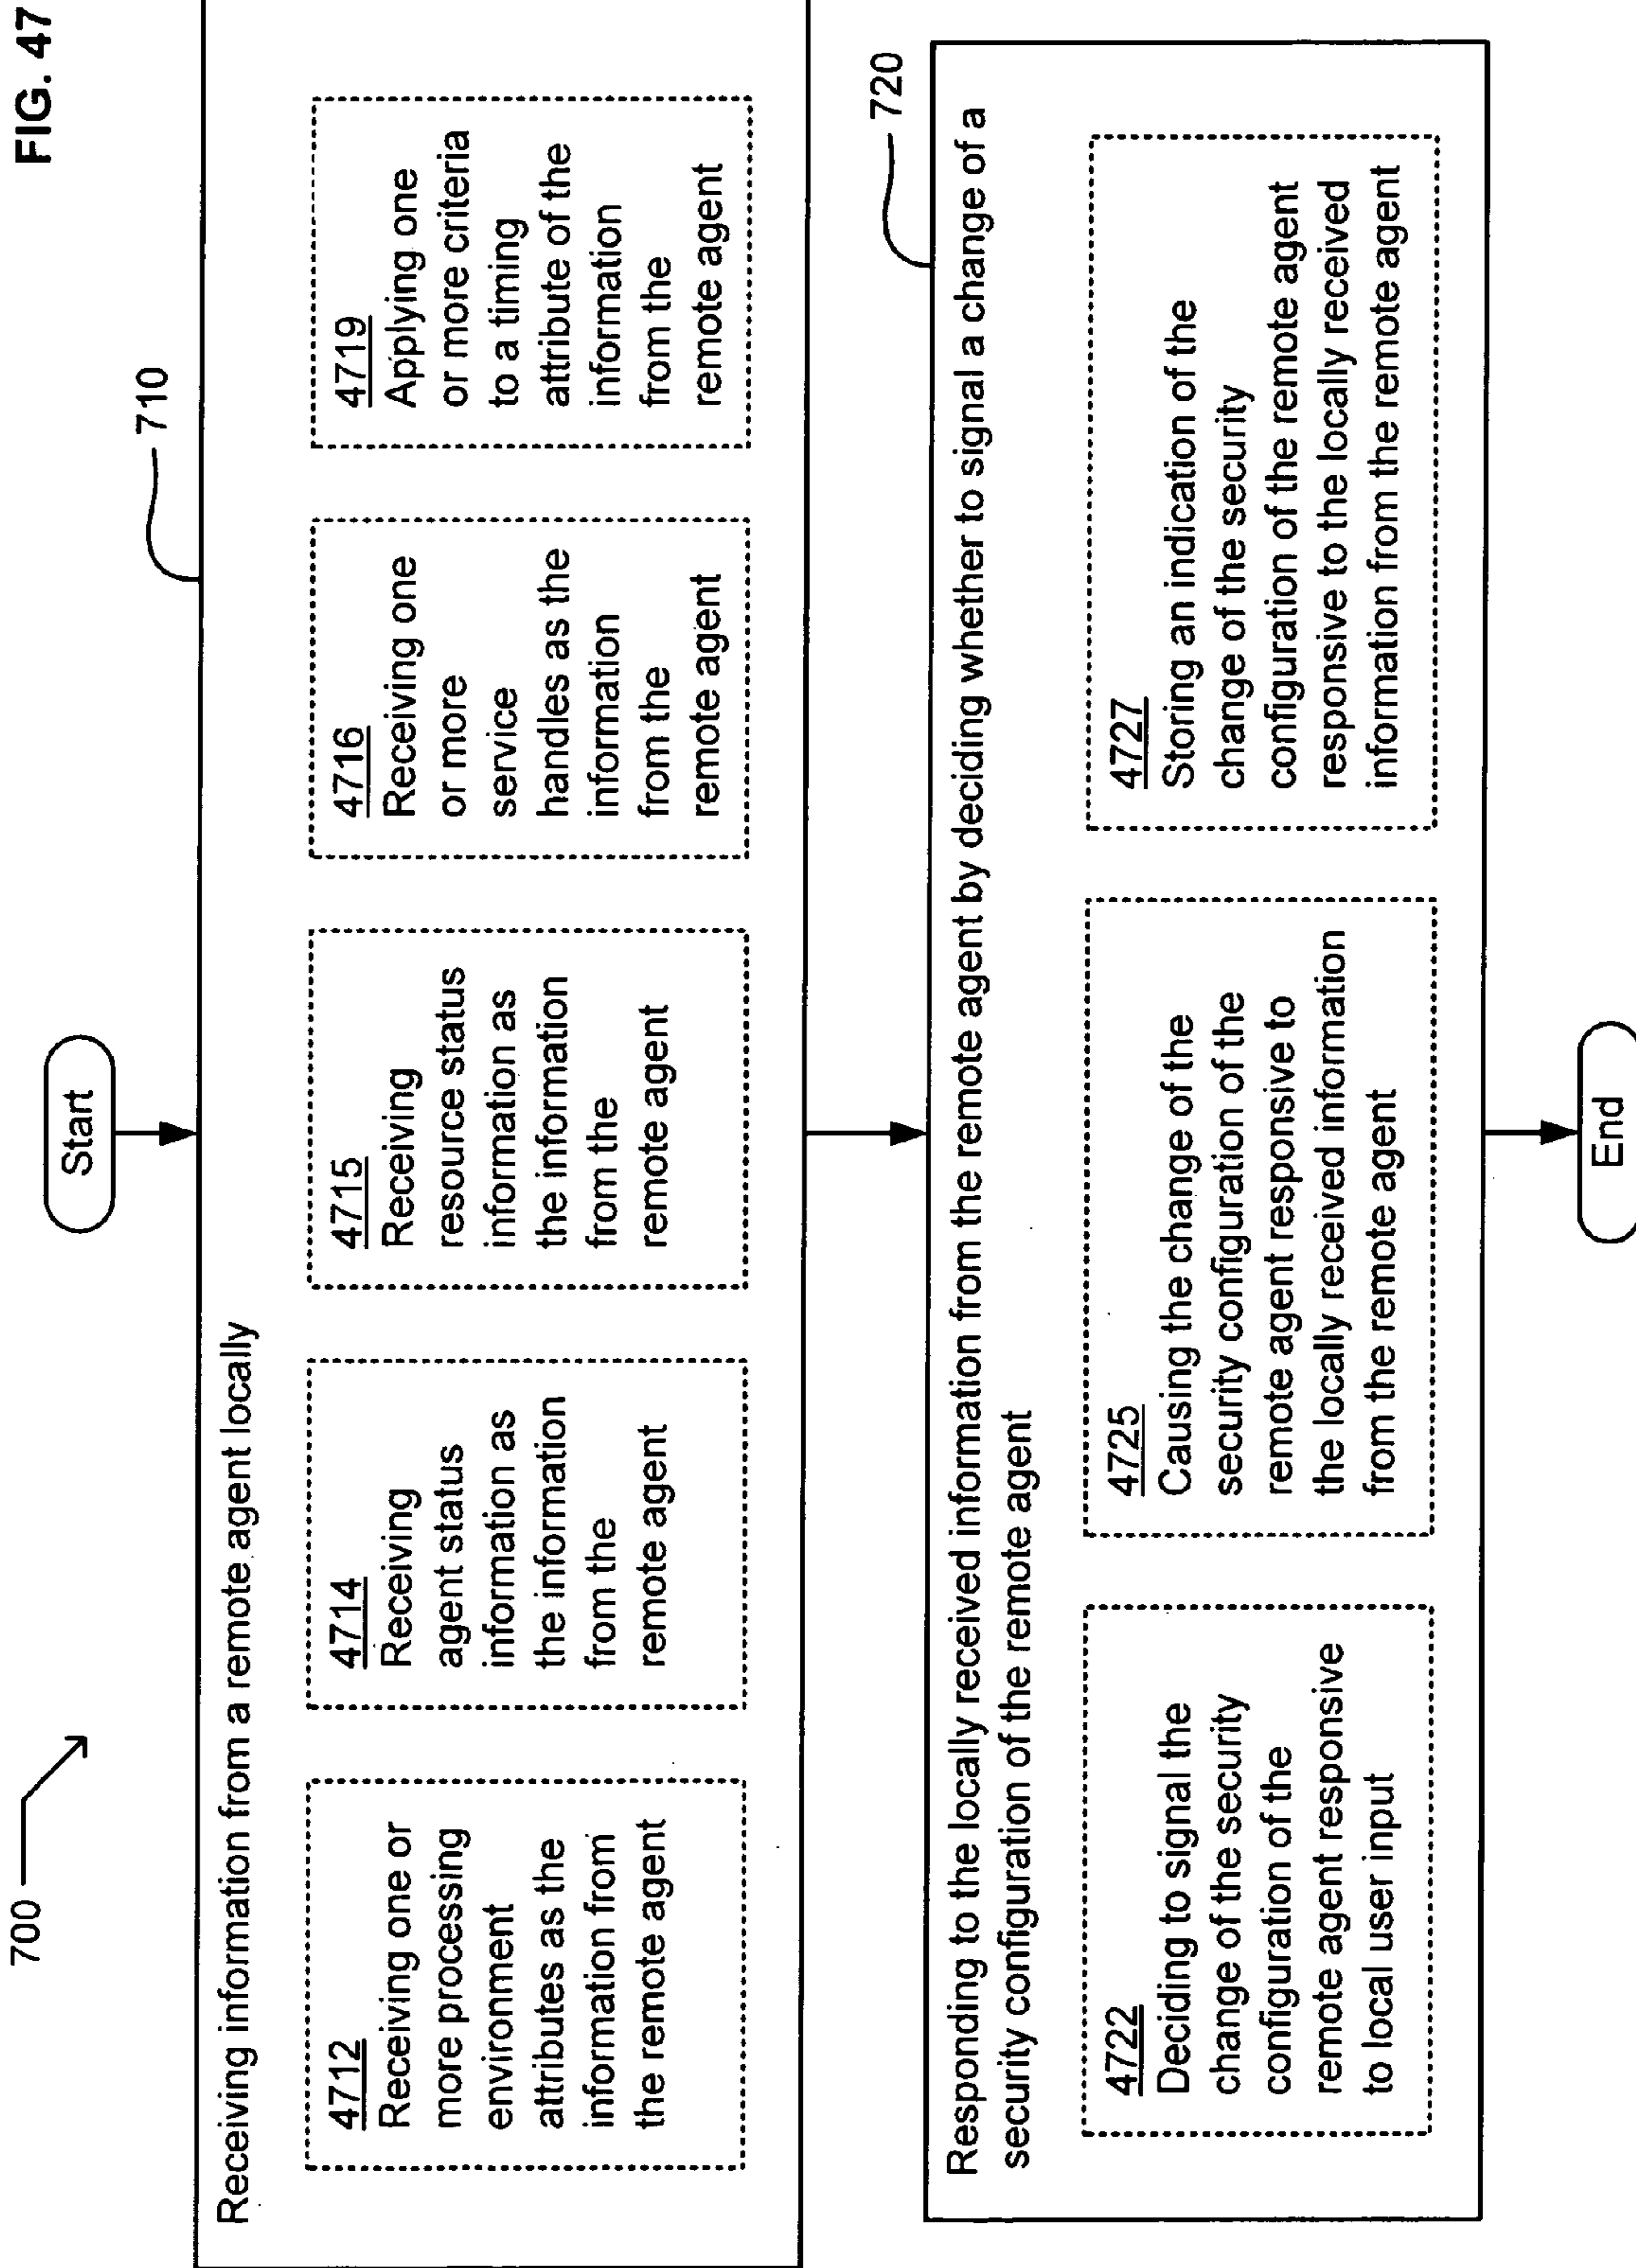 FIG. 47
700
Start
710
Receiving information from a remote agent locally
4712
Receiving one or
more processing
environment
attributes as the
information from
the remote agent
4714
Receiving
agent status
information as
the information
from the
remote agent
4715
Receiving
resource status
information as
the information
from the
remote agent
4716
Receiving one
or more
service
handles as the
information
from the
remote agent
4719
Applying one
or more criteria
to a timing
attribute of the
information
from the
remote agent
720
Responding to the locally received information from the remote agent by deciding whether to signal a change of a
security configuration of the remote agent
4722
Deciding to signal the
change of the security
configuration of the
remote agent responsive
to local user input
4725
Causing the change of the
security configuration of the
remote agent responsive to
the locally received information
from the remote agent
4727
Storing an indication of the
change of the security
configuration of the remote agent
responsive to the locally received
information from the remote agent
End